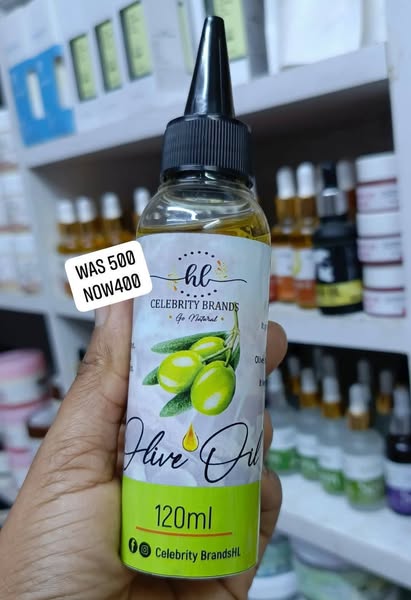 WAS 500
NOW400
hl
CELEBRITY BRANDS
Go Natural
Olive Oil
120ml
Celebrity BrandsHL